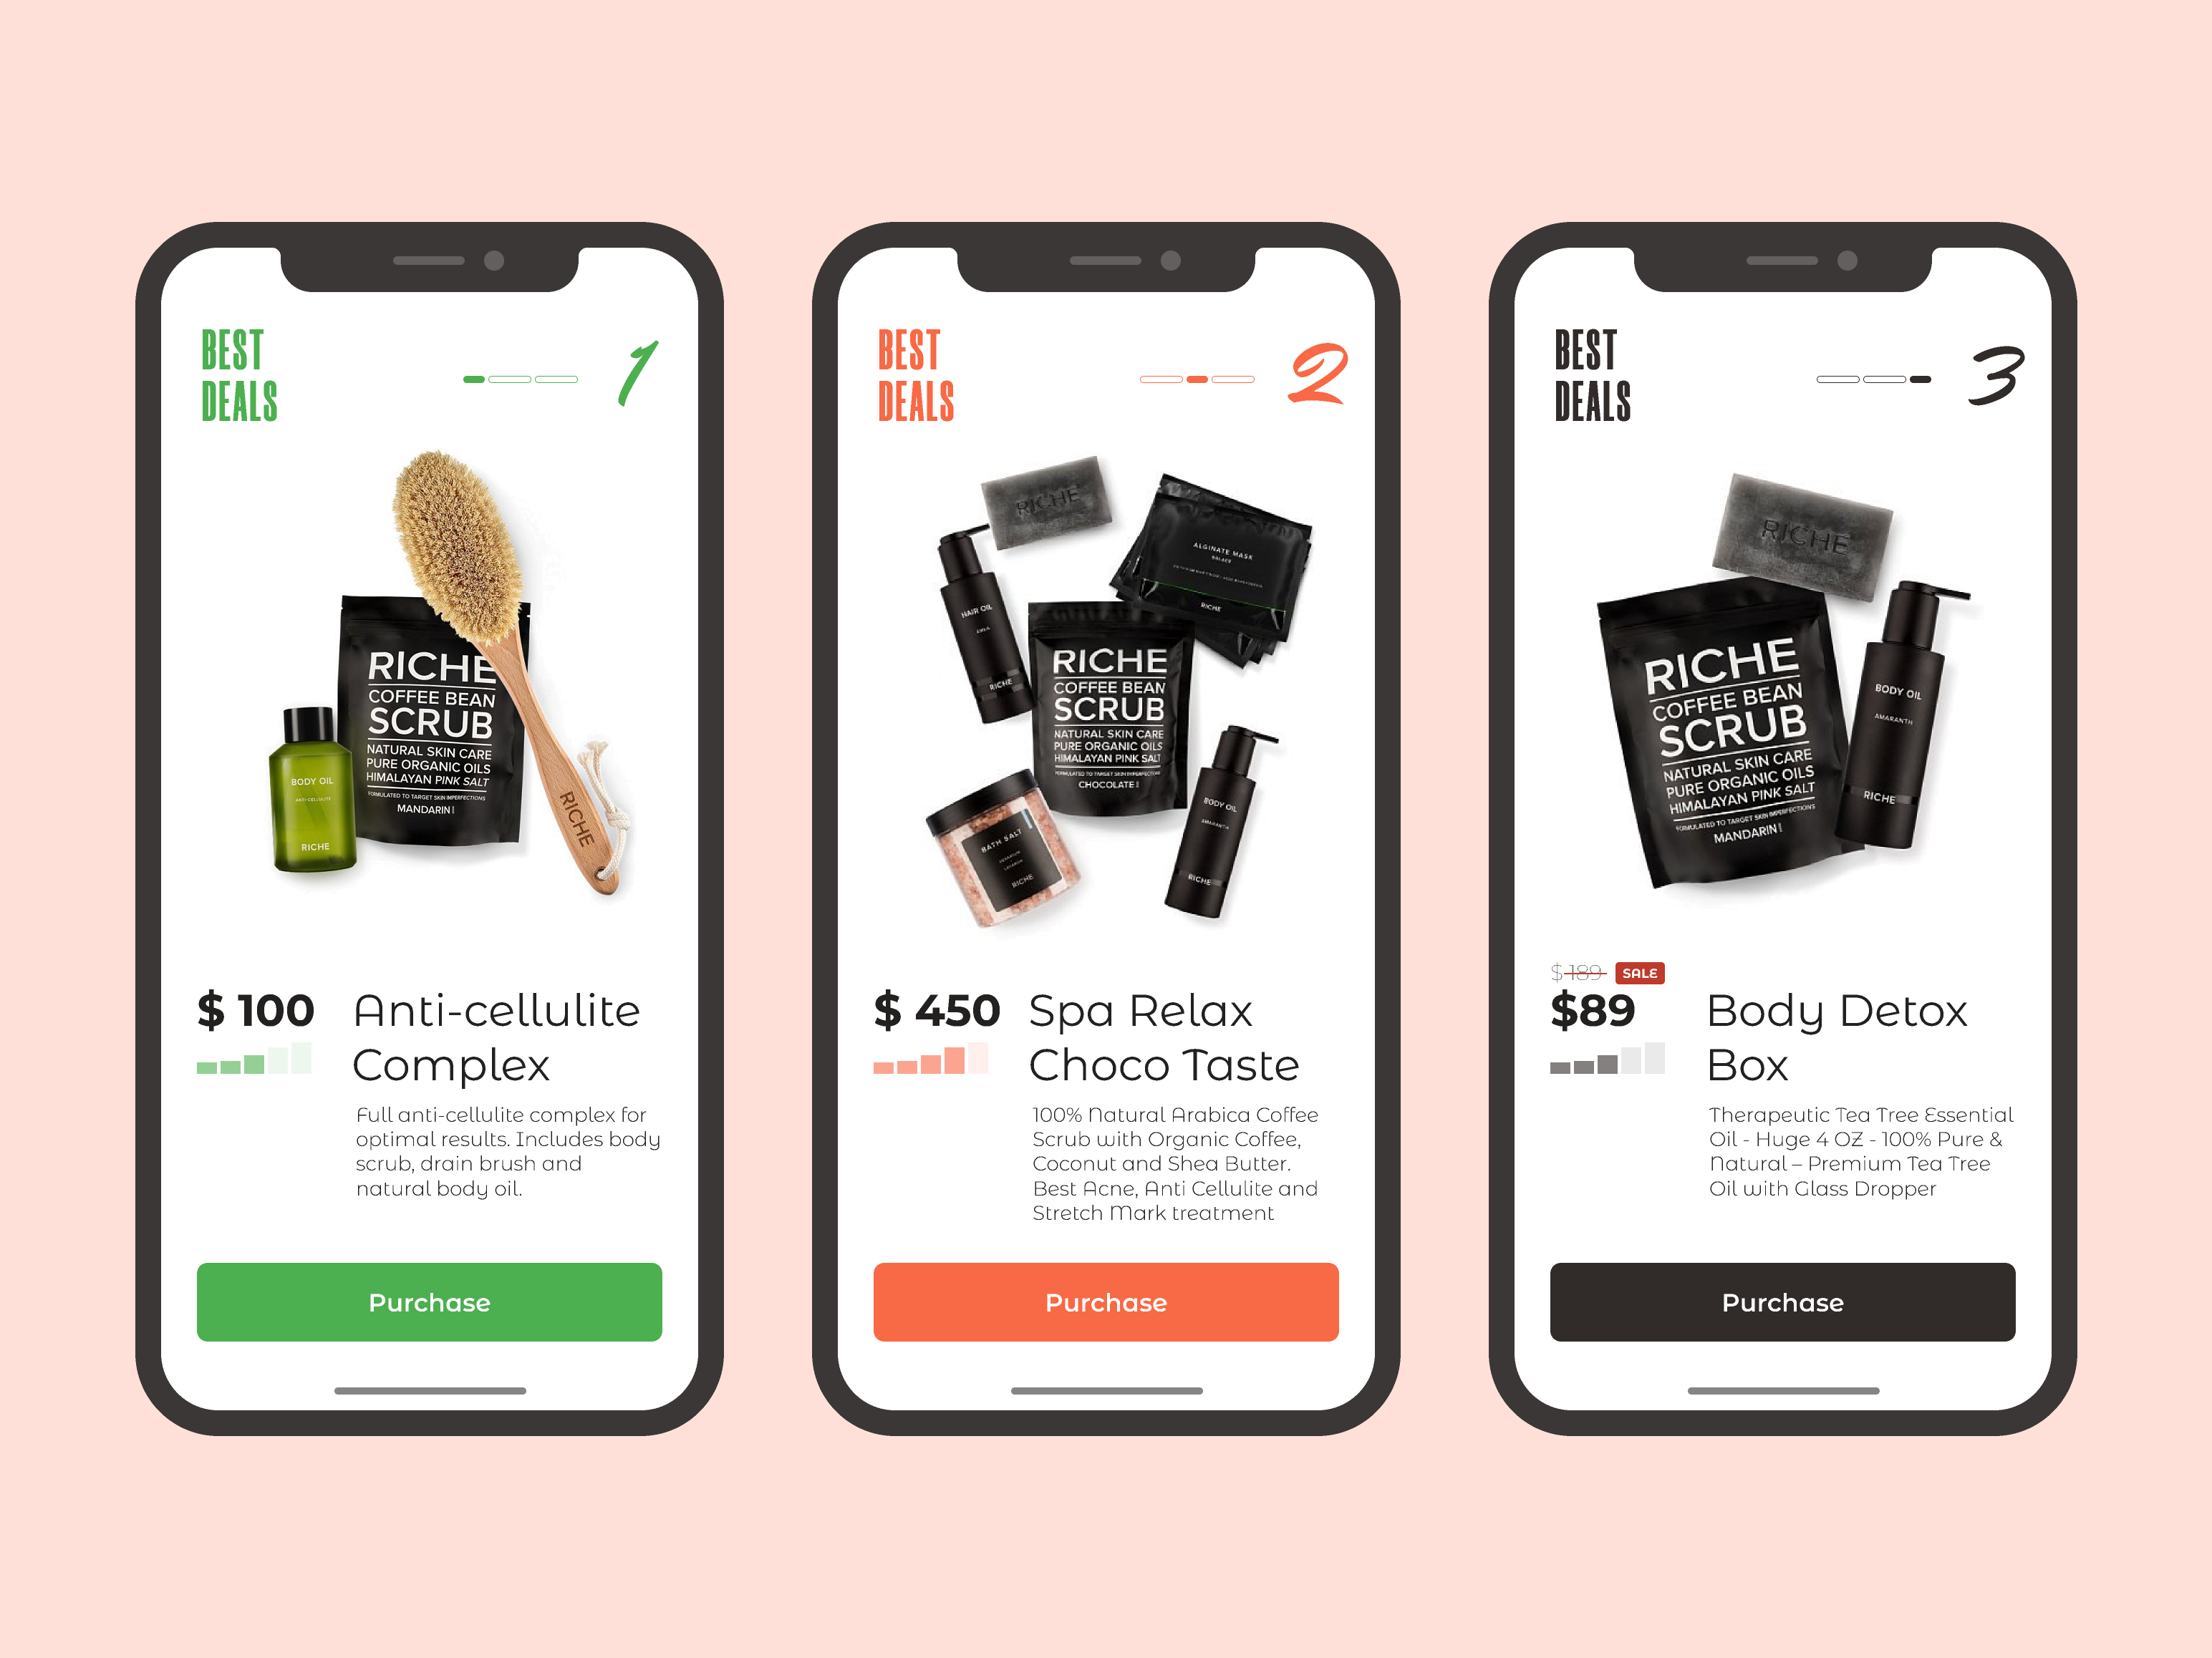 BEST
DEALS
1
RICHE
COFFEE BEAN
SCRUB
NATURAL SKIN CARE
PURE ORGANIC OILS
HIMALAYAN PINK SALT
FORMULATED TO TARGET SKIN IMPERFECTIONS
MANDARIN
BODY OIL
ANTI-CELLULITE
RICHE
RICHE
$ 100
Anti-cellulite
Complex
Full anti-cellulite complex for
optimal results. Includes body
scrub, drain brush and
natural body oil.
Purchase
BEST
DEALS
2
RICHE
ALGINATE MASK
RICHE
HAIR OIL
RICHE
RICHE
COFFEE BEAN
SCRUB
NATURAL SKIN CARE
PURE ORGANIC OILS
HIMALAYAN PINK SALT
FORMULATED TO TARGET SKIN IMPERFECTIONS
CHOCOLATE
BATH SALT
RICHE
BODY OIL
AMARANTH
RICHE
$ 450
Spa Relax
Choco Taste
100% Natural Arabica Coffee
Scrub with Organic Coffee,
Coconut and Shea Butter.
Best Acne, Anti Cellulite and
Stretch Mark treatment
Purchase
BEST
DEALS
3
RICHE
RICHE
COFFEE BEAN
SCRUB
NATURAL SKIN CARE
PURE ORGANIC OILS
HIMALAYAN PINK SALT
FORMULATED TO TARGET SKIN IMPERFECTIONS
MANDARIN
BODY OIL
AMARANTH
RICHE
$ 189 SALE
$89
Body Detox
Box
Therapeutic Tea Tree Essential
Oil - Huge 4 OZ - 100% Pure &
Natural – Premium Tea Tree
Oil with Glass Dropper
Purchase